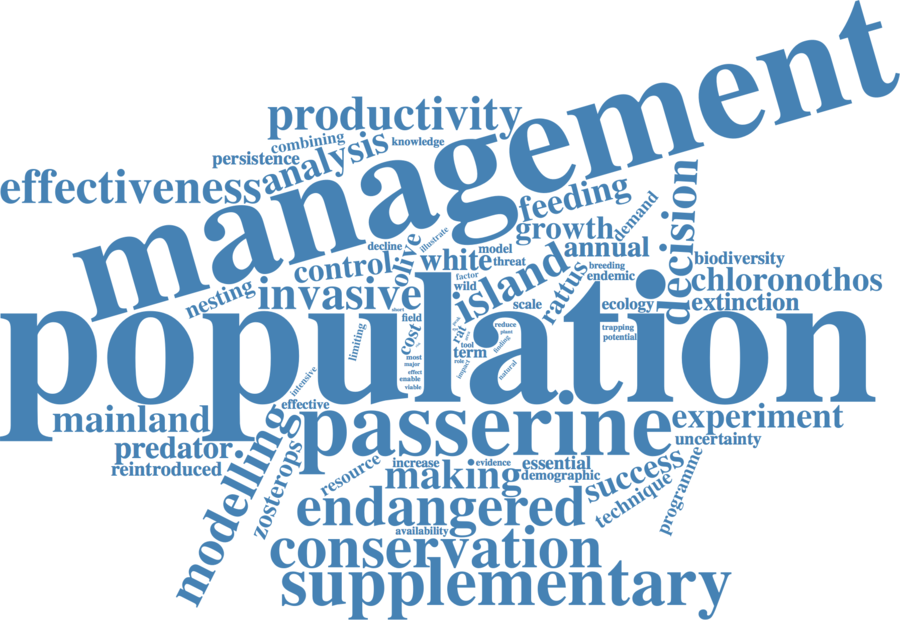 management
productivity
combining
knowledge
persistence
analysis
effectiveness
feeding
demand
growth
decision
illustrate
decline
olive
model
annual
control
white
threat
island
breeding
biodiversity
nesting
invasive
factor
wild
rattus
endemic
chloronothos
scale
ecology
extinction
population
short
field
cost
limiting
rat
reduce
plant
trapping
potential
tool
finding
term
most
major
role
effect
impact
natural
enable
viable
intensive
effective
mainland
passerine
experiment
predator
modelling
uncertainty
reintroduced
zosterops
resource
increase
evidence
essential
success
making
demographic
technique
programme
endangered
availability
conservation
supplementary